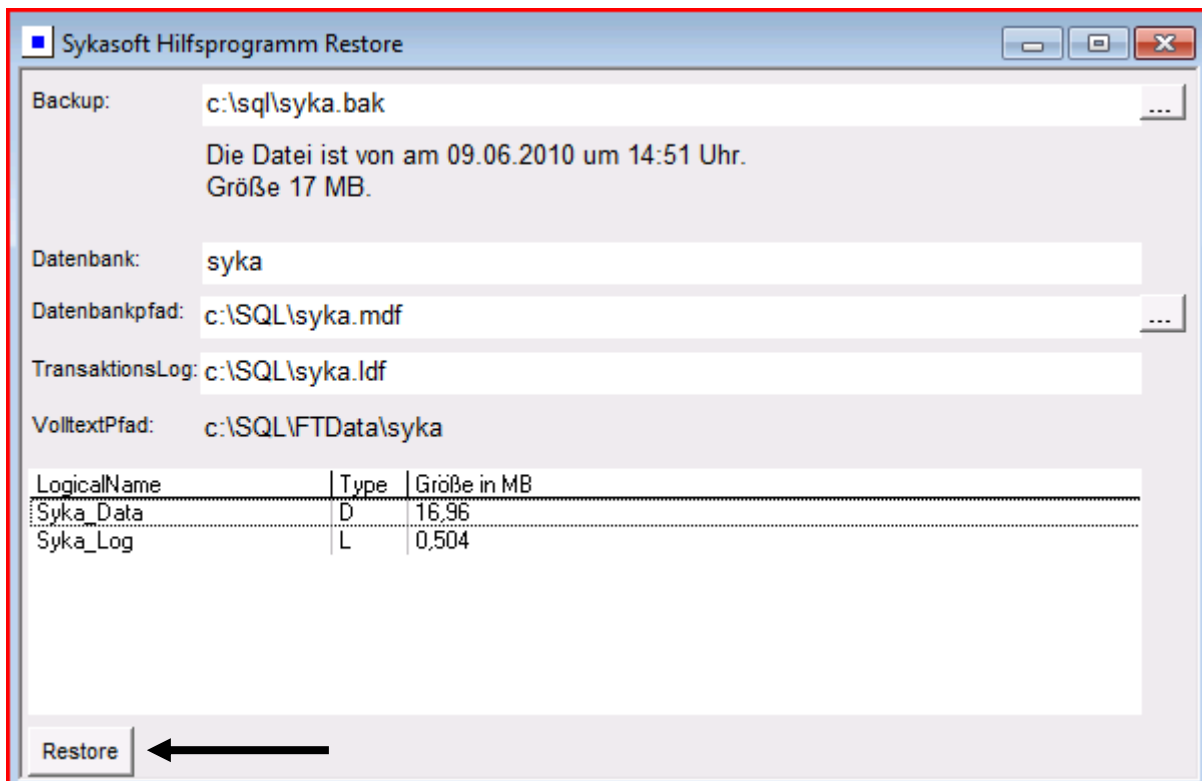 Sykasoft Hilfsprogramm Restore
Backup: c:\sql\syka.bak ...
Die Datei ist von am 09.06.2010 um 14:51 Uhr.
Größe 17 MB.
Datenbank: syka
Datenbankpfad: c:\SQL\syka.mdf ...
TransaktionsLog: c:\SQL\syka.ldf
VolltextPfad: c:\SQL\FTData\syka
LogicalName Type Größe in MB
Syka_Data D 16,96
Syka_Log L 0,504
Restore